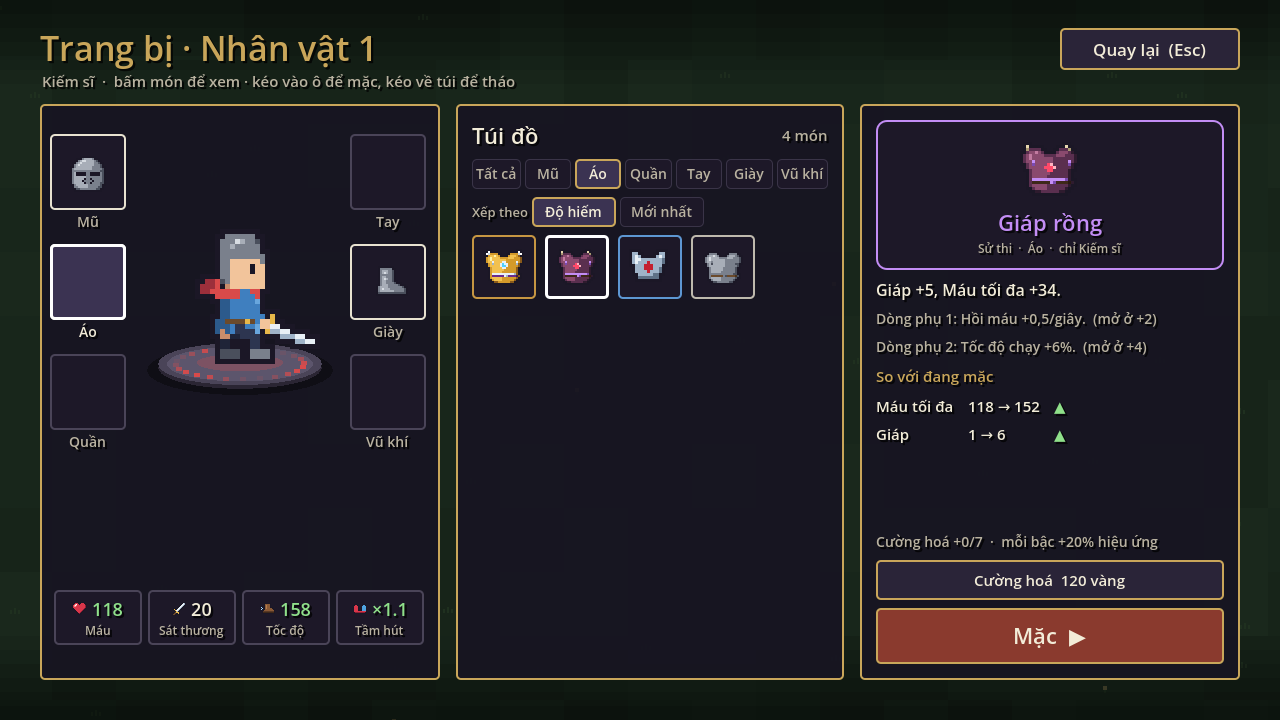 Trang bị · Nhân vật 1
Quay lại (Esc)
Kiếm sĩ · bấm món để xem · kéo vào ô để mặc, kéo về túi để tháo
Mũ
Tay
Áo
Giày
Quần
Vũ khí
118
Máu
20
Sát thương
158
Tốc độ
×1.1
Tầm hút
Túi đồ
4 món
Tất cả
Mũ
Áo
Quần
Tay
Giày
Vũ khí
Xếp theo
Độ hiếm
Mới nhất
Giáp rồng
Sử thi · Áo · chỉ Kiếm sĩ
Giáp +5, Máu tối đa +34.
Dòng phụ 1: Hồi máu +0,5/giây. (mở ở +2)
Dòng phụ 2: Tốc độ chạy +6%. (mở ở +4)
So với đang mặc
Máu tối đa 118 → 152 ▲
Giáp 1 → 6 ▲
Cường hoá +0/7 · mỗi bậc +20% hiệu ứng
Cường hoá 120 vàng
Mặc ▶